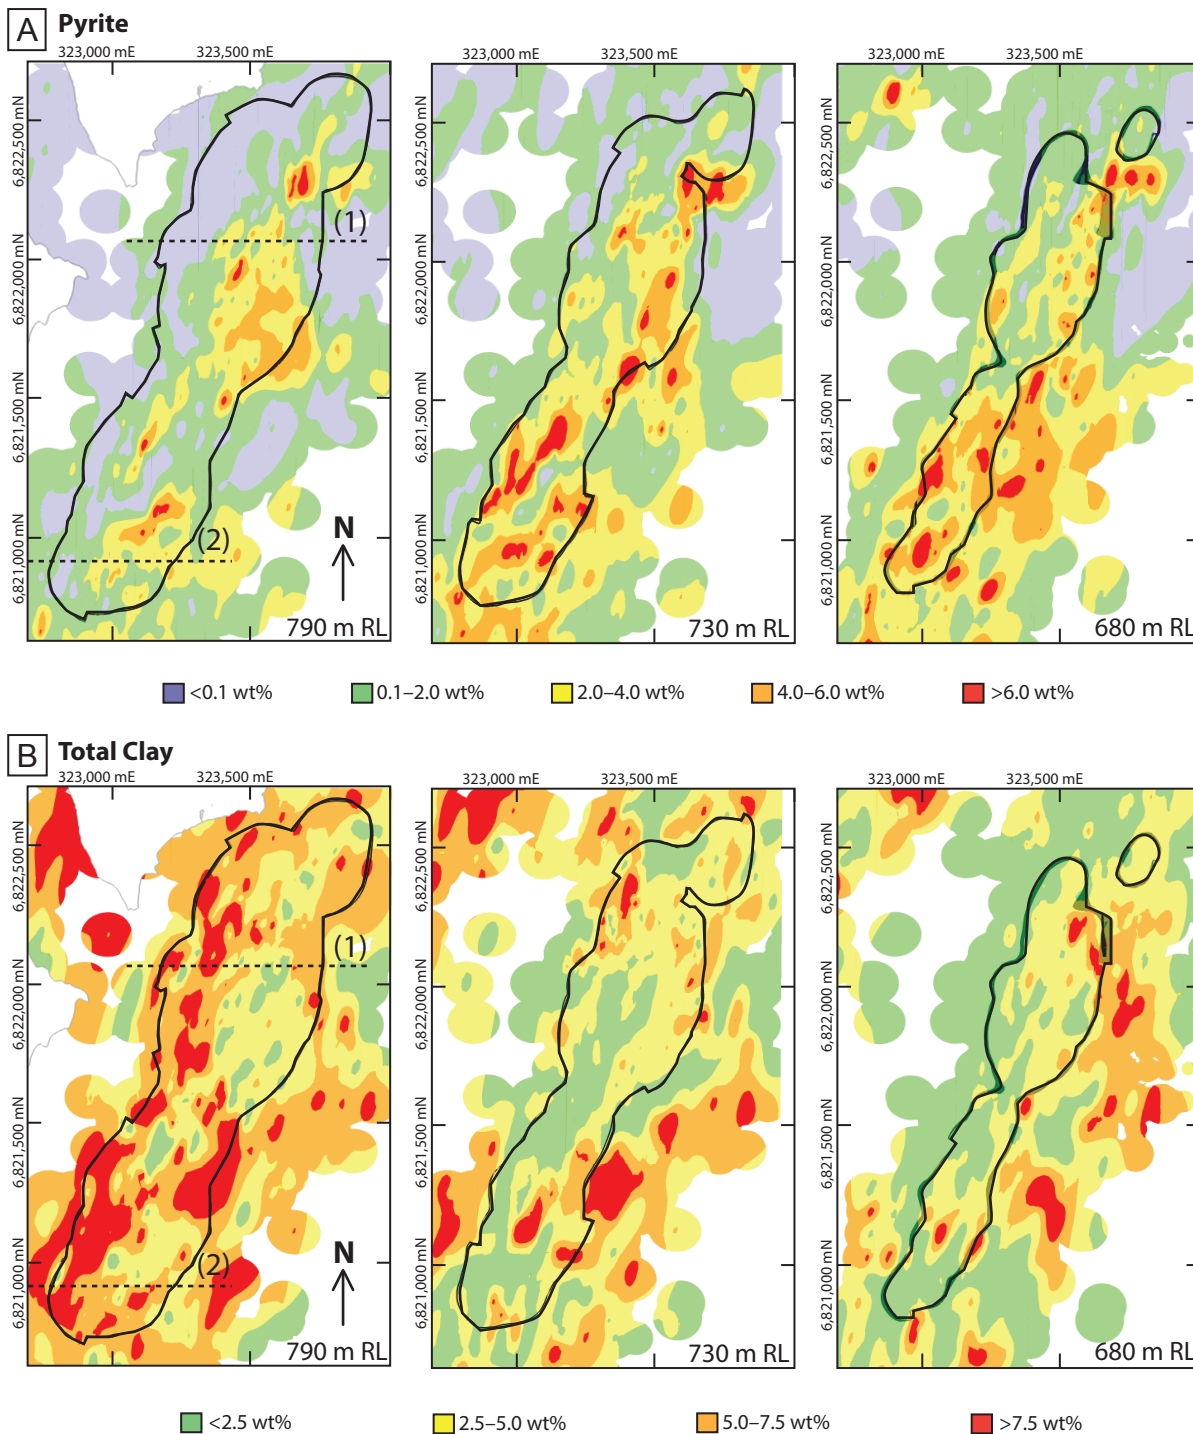 A Pyrite
323,000 mE 323,500 mE 323,000 mE 323,500 mE 323,000 mE 323,500 mE
6,822,500 mN 6,822,500 mN 6,822,500 mN
(1)
6,822,000 mN 6,822,000 mN 6,822,000 mN
6,821,500 mN 6,821,500 mN 6,821,500 mN
(2) N
6,821,000 mN 6,821,000 mN 6,821,000 mN
790 m RL 730 m RL 680 m RL
<0.1 wt% 0.1–2.0 wt% 2.0–4.0 wt% 4.0–6.0 wt% >6.0 wt%
B Total Clay
323,000 mE 323,500 mE 323,000 mE 323,500 mE 323,000 mE 323,500 mE
6,822,500 mN 6,822,500 mN 6,822,500 mN
(1)
6,822,000 mN 6,822,000 mN 6,822,000 mN
6,821,500 mN 6,821,500 mN 6,821,500 mN
(2) N
6,821,000 mN 6,821,000 mN 6,821,000 mN
790 m RL 730 m RL 680 m RL
<2.5 wt% 2.5–5.0 wt% 5.0–7.5 wt% >7.5 wt%